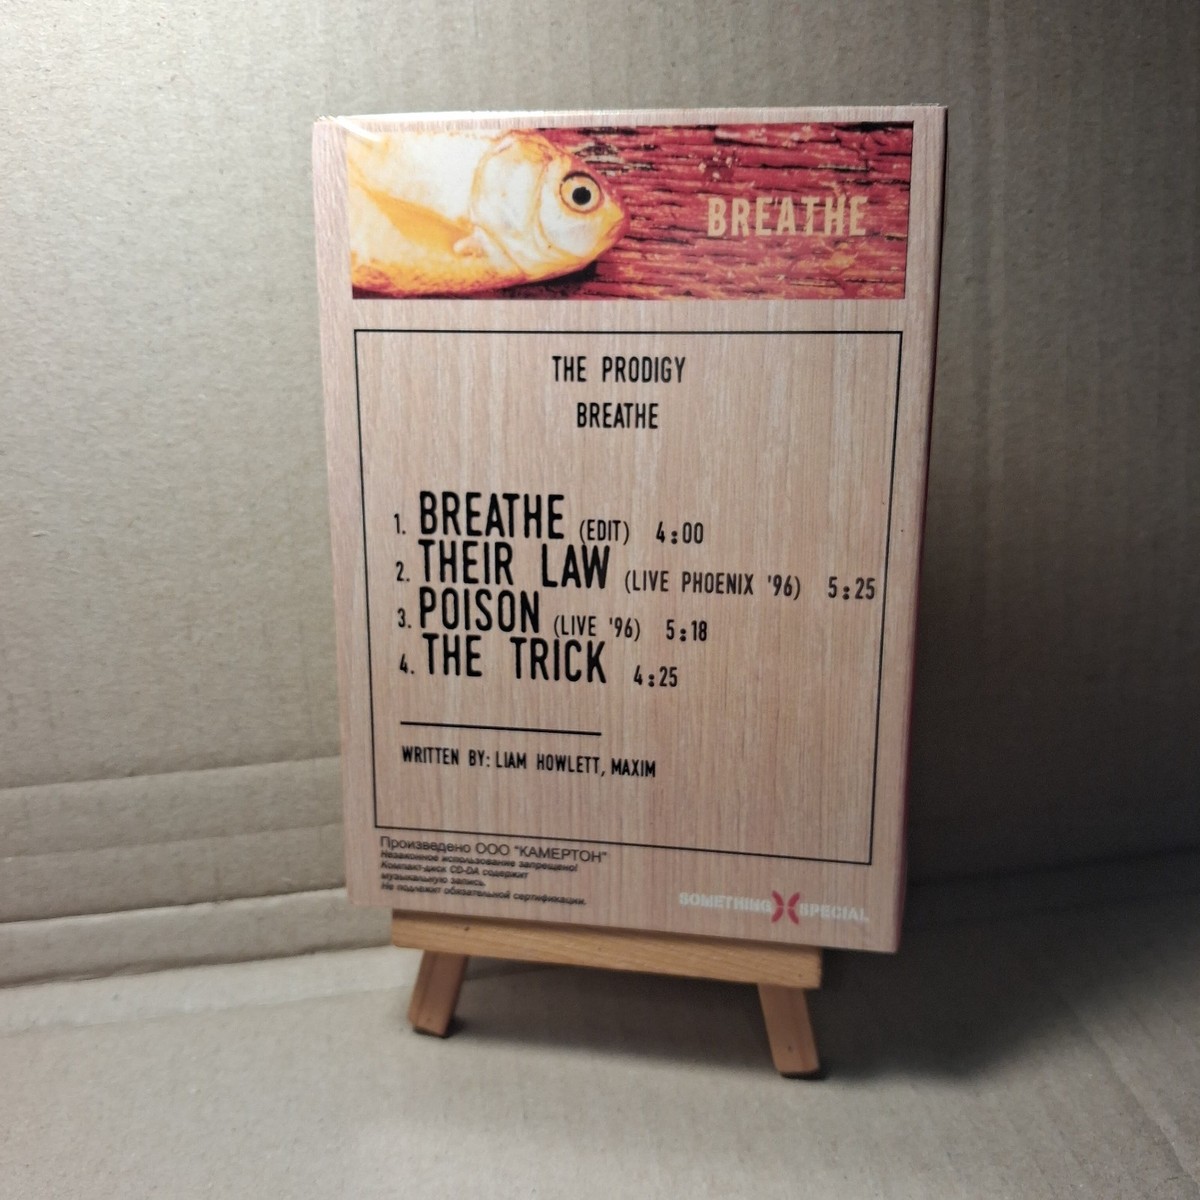 BREATHE
THE PRODIGY
BREATHE
1. BREATHE (EDIT) 4:00
2. THEIR LAW (LIVE PHOENIX '96) 5:25
3. POISON (LIVE '96) 5:18
4. THE TRICK 4:25
WRITTEN BY: LIAM HOWLETT, MAXIM
Произведено ООО "КАМЕРТОН"
Незаконное использование запрещено!
Компакт-диск CD-DA содержит
музыкальную запись.
Не подлежит обязательной сертификации.
SOMETHING SPECIAL